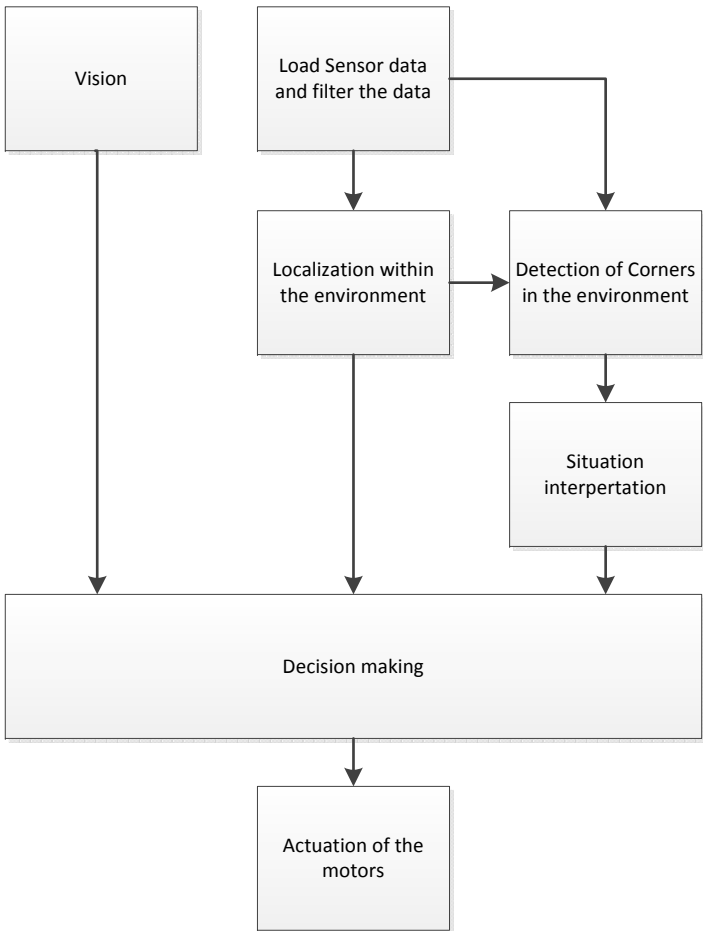 Vision
Load Sensor data
and filter the data
Localization within
the environment
Detection of Corners
in the environment
Situation
interpertation
Decision making
Actuation of the
motors